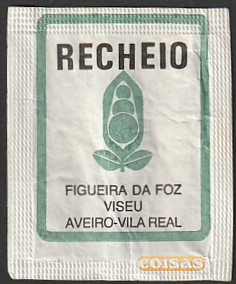 RECHEIO
FIGUEIRA DA FOZ
VISEU
AVEIRO-VILA REAL
coisas